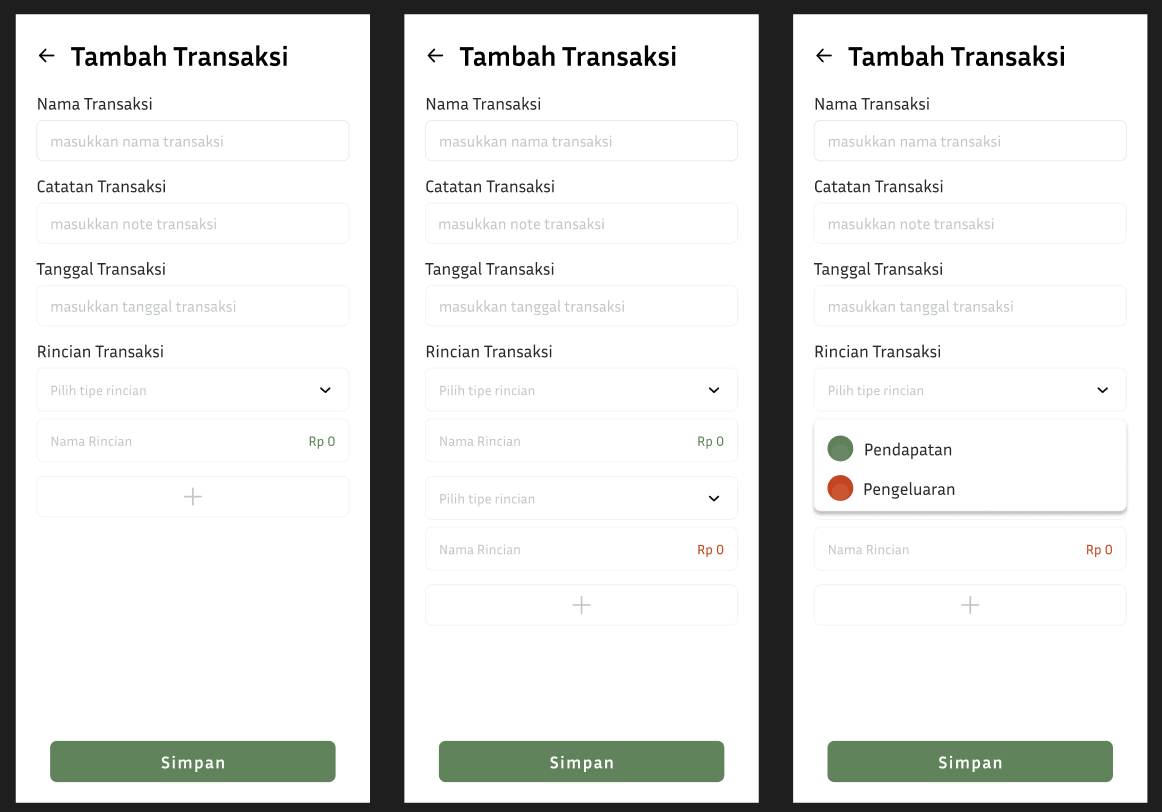 Tambah Transaksi
Nama Transaksi
masukkan nama transaksi
Catatan Transaksi
masukkan note transaksi
Tanggal Transaksi
masukkan tanggal transaksi
Rincian Transaksi
Pilih tipe rincian
Nama Rincian Rp 0
Simpan
Tambah Transaksi
Nama Transaksi
masukkan nama transaksi
Catatan Transaksi
masukkan note transaksi
Tanggal Transaksi
masukkan tanggal transaksi
Rincian Transaksi
Pilih tipe rincian
Nama Rincian Rp 0
Pilih tipe rincian
Nama Rincian Rp 0
Simpan
Tambah Transaksi
Nama Transaksi
masukkan nama transaksi
Catatan Transaksi
masukkan note transaksi
Tanggal Transaksi
masukkan tanggal transaksi
Rincian Transaksi
Pilih tipe rincian
Pendapatan
Pengeluaran
Nama Rincian Rp 0
Simpan